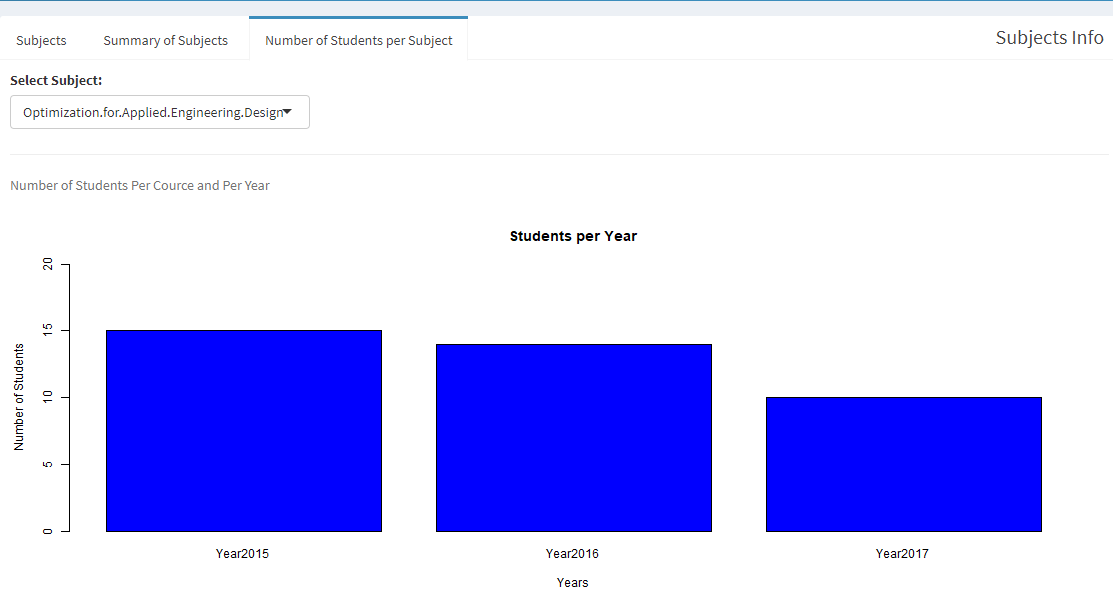 Subjects
Summary of Subjects
Number of Students per Subject
Subjects Info
Select Subject:
Optimization.for.Applied.Engineering.Design
Number of Students Per Cource and Per Year
Students per Year
Number of Students
20
15
10
5
0
Year2015
Year2016
Year2017
Years